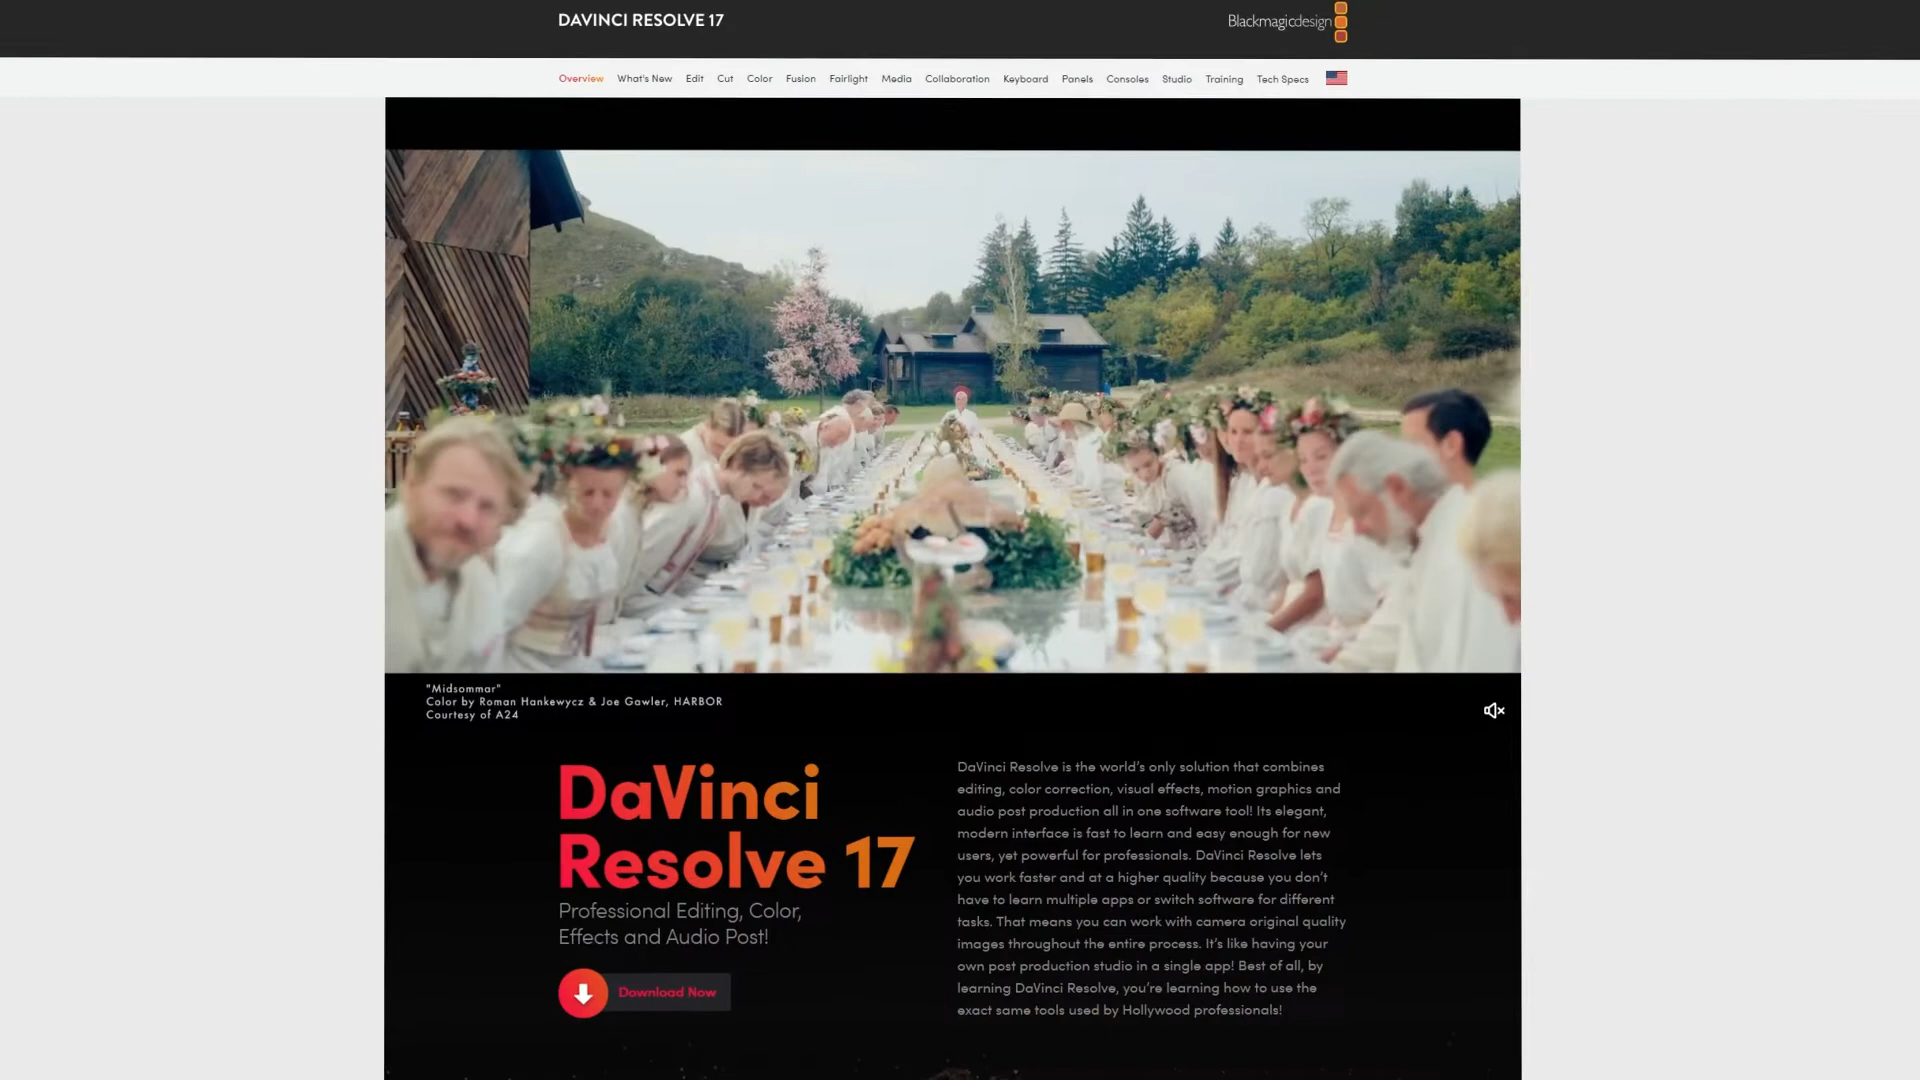 DAVINCI RESOLVE 17
Blackmagicdesign
Overview What's New Edit Cut Color Fusion Fairlight Media Collaboration Keyboard Panels Consoles Studio Training Tech Specs
"Midsommar"
Color by Roman Hankewycz & Joe Gawler, HARBOR
Courtesy of A24
DaVinci
Resolve 17
Professional Editing, Color,
Effects and Audio Post!
Download Now
DaVinci Resolve is the world's only solution that combines
editing, color correction, visual effects, motion graphics and
audio post production all in one software tool! Its elegant,
modern interface is fast to learn and easy enough for new
users, yet powerful for professionals. DaVinci Resolve lets
you work faster and at a higher quality because you don't
have to learn multiple apps or switch software for different
tasks. That means you can work with camera original quality
images throughout the entire process. It's like having your
own post production studio in a single app! Best of all, by
learning DaVinci Resolve, you're learning how to use the
exact same tools used by Hollywood professionals!